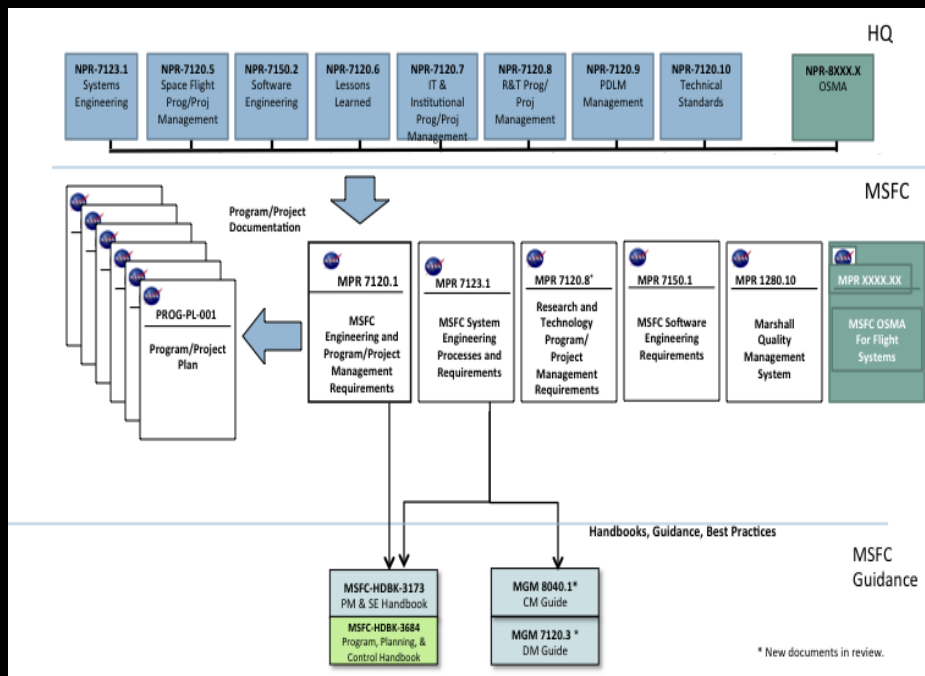 HQ
NPR-7123.1
Systems
Engineering
NPR-7120.5
Space Flight
Prog/Proj
Management
NPR-7150.2
Software
Engineering
NPR-7120.6
Lessons
Learned
NPR-7120.7
IT &
Institutional
Prog/Proj
Management
NPR-7120.8
R&T Prog/
Proj
Management
NPR-7120.9
PDLM
Management
NPR-7120.10
Technical
Standards
NPR-8XXX.X
OSMA
MSFC
Program/Project
Documentation
PROG-PL-001
Program/Project
Plan
MPR 7120.1
MSFC
Engineering and
Program/Project
Management
Requirements
MPR 7123.1
MSFC System
Engineering
Processes and
Requirements
MPR 7120.8*
Research and
Technology
Program/
Project
Management
Requirements
MPR 7150.1
MSFC Software
Engineering
Requirements
MPR 1280.10
Marshall
Quality
Management
System
MPR XXXX.XX
MSFC OSMA
For Flight
Systems
Handbooks, Guidance, Best Practices
MSFC
Guidance
MSFC-HDBK-3173
PM & SE Handbook
MSFC-HDBK-3684
Program, Planning, &
Control Handbook
MGM 8040.1*
CM Guide
MGM 7120.3 *
DM Guide
* New documents in review.